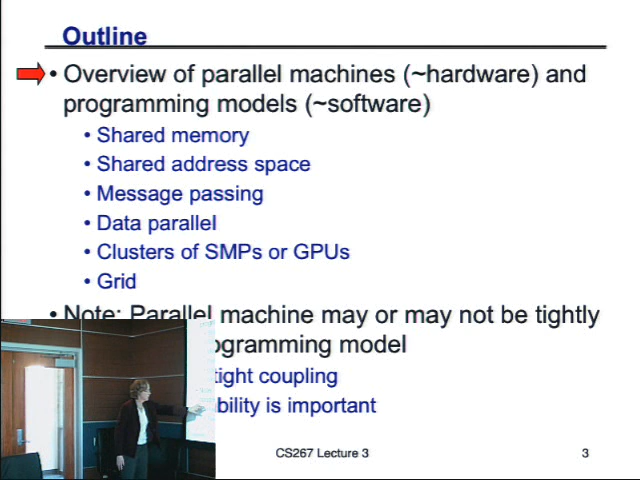 Outline
• Overview of parallel machines (~hardware) and
programming models (~software)
• Shared memory
• Shared address space
• Message passing
• Data parallel
• Clusters of SMPs or GPUs
• Grid
• Note: Parallel machine may or may not be tightly
ogramming model
tight coupling
bility is important
CS267 Lecture 3
3